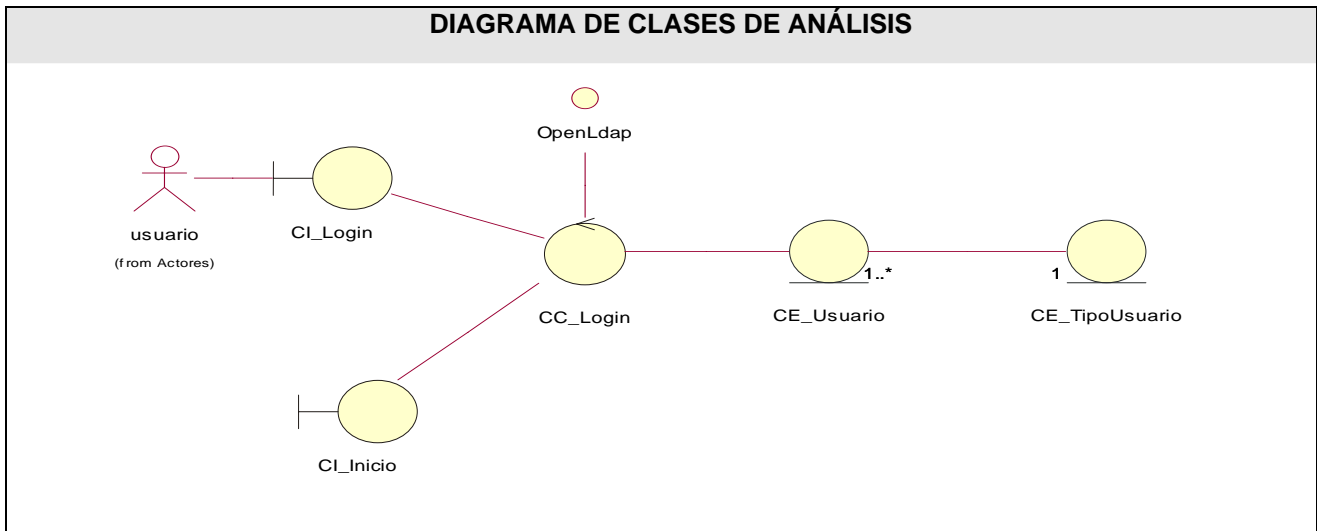 DIAGRAMA DE CLASES DE ANÁLISIS
OpenLdap
usuario
(from Actores)
CI_Login
1..*
1
CC_Login
CE_Usuario
CE_TipoUsuario
CI_Inicio